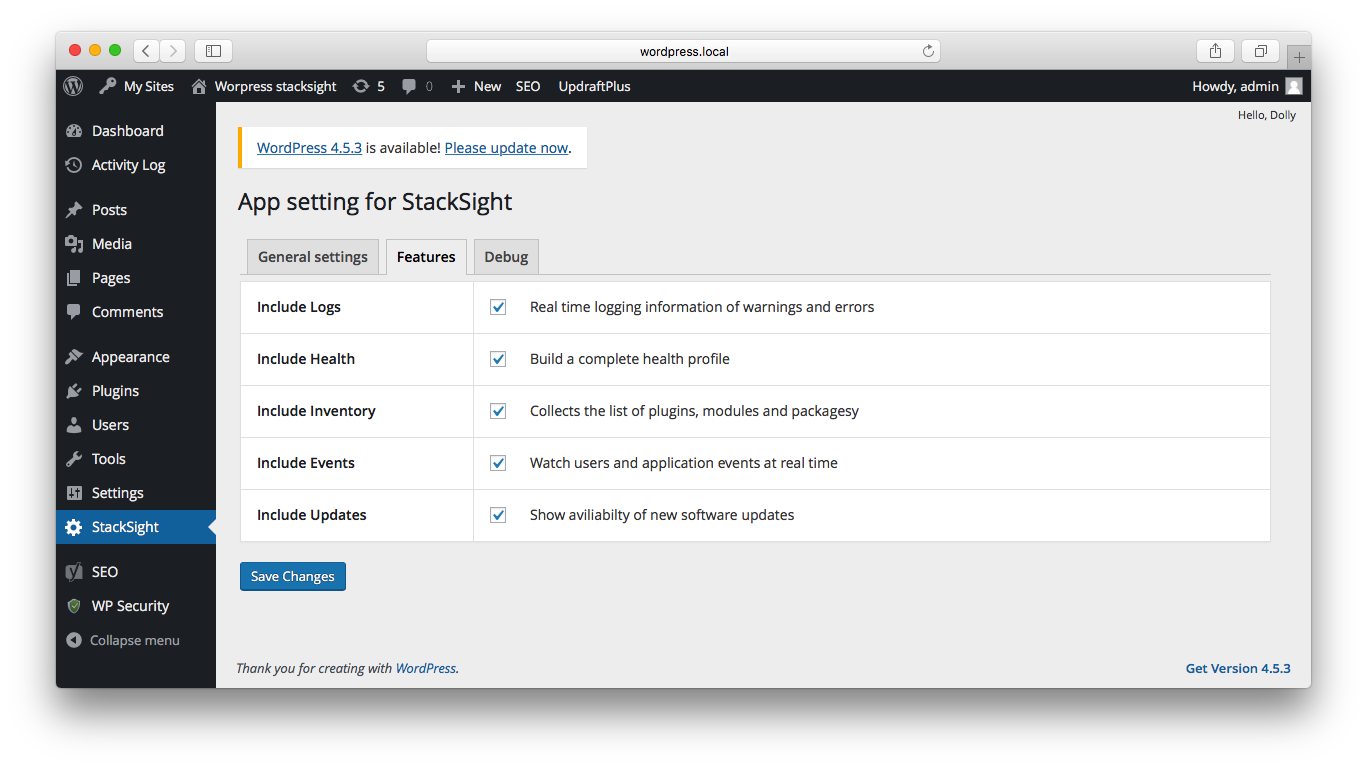 wordpress.local
My Sites Worpress stacksight 5 0 New SEO UpdraftPlus Howdy, admin
Hello, Dolly
Dashboard
Activity Log
Posts
Media
Pages
Comments
Appearance
Plugins
Users
Tools
Settings
StackSight
SEO
WP Security
Collapse menu
WordPress 4.5.3 is available! Please update now.
App setting for StackSight
General settings Features Debug
Include Logs Real time logging information of warnings and errors
Include Health Build a complete health profile
Include Inventory Collects the list of plugins, modules and packagesy
Include Events Watch users and application events at real time
Include Updates Show aviliabilty of new software updates
Save Changes
Thank you for creating with WordPress. Get Version 4.5.3